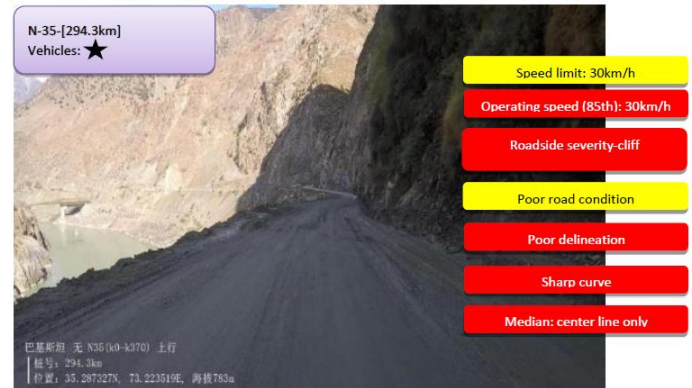 N-35-[294.3km]
Vehicles: ★
Speed limit: 30km/h
Operating speed (85th): 30km/h
Roadside severity-cliff
Poor road condition
Poor delineation
Sharp curve
Median: center line only
巴基斯坦 无 N35(k0-k370) 上行
桩号: 294.3km
位置: 35.287327N, 73.223519E, 海拔783m